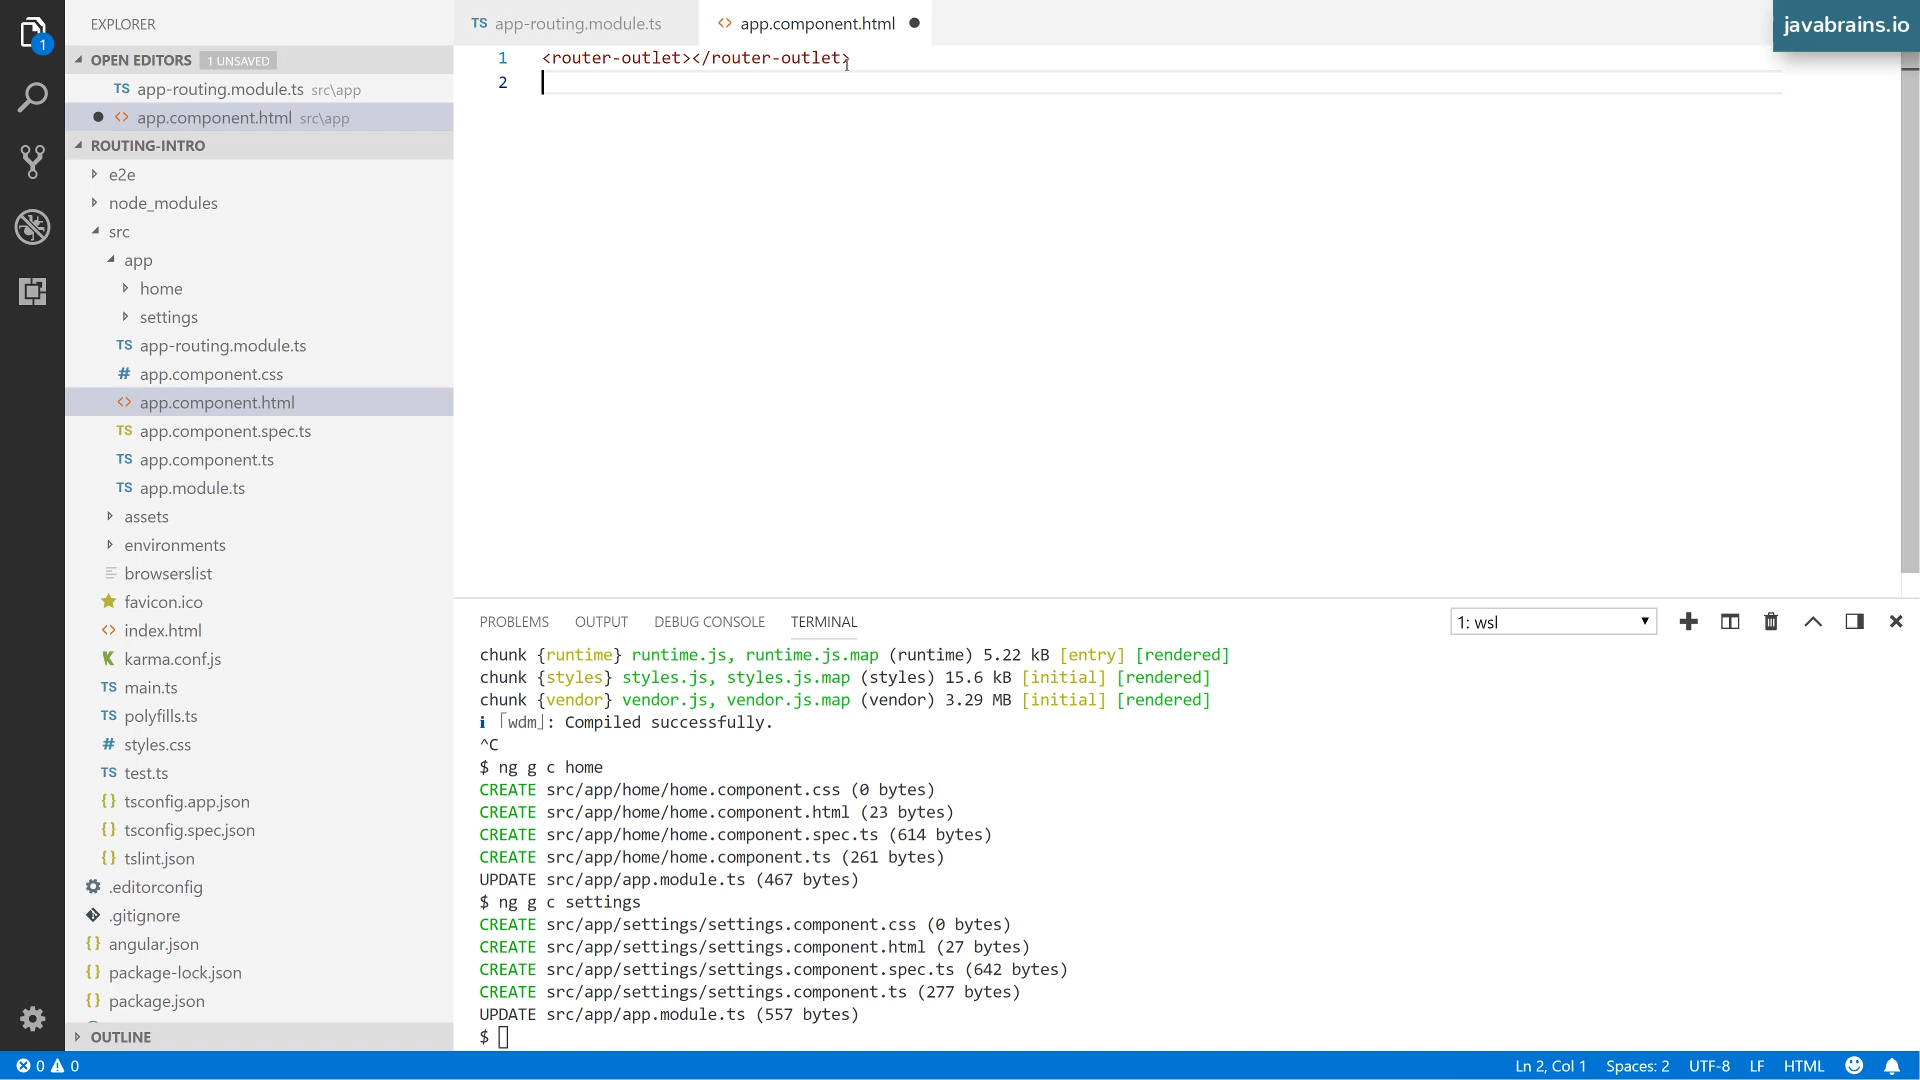 EXPLORER
OPEN EDITORS 1 UNSAVED
TS app-routing.module.ts src\app
<> app.component.html src\app
ROUTING-INTRO
e2e
node_modules
src
app
home
settings
TS app-routing.module.ts
# app.component.css
<> app.component.html
TS app.component.spec.ts
TS app.component.ts
TS app.module.ts
assets
environments
browserslist
favicon.ico
<> index.html
K karma.conf.js
TS main.ts
TS polyfills.ts
# styles.css
TS test.ts
{} tsconfig.app.json
{} tsconfig.spec.json
{} tslint.json
.editorconfig
.gitignore
{} angular.json
{} package-lock.json
{} package.json
OUTLINE
1
TS app-routing.module.ts
<> app.component.html
javabrains.io
1 <router-outlet></router-outlet>
2
PROBLEMS OUTPUT DEBUG CONSOLE TERMINAL
1: wsl
chunk {runtime} runtime.js, runtime.js.map (runtime) 5.22 kB [entry] [rendered]
chunk {styles} styles.js, styles.js.map (styles) 15.6 kB [initial] [rendered]
chunk {vendor} vendor.js, vendor.js.map (vendor) 3.29 MB [initial] [rendered]
ℹ ｢wdm｣: Compiled successfully.
^C
$ ng g c home
CREATE src/app/home/home.component.css (0 bytes)
CREATE src/app/home/home.component.html (23 bytes)
CREATE src/app/home/home.component.spec.ts (614 bytes)
CREATE src/app/home/home.component.ts (261 bytes)
UPDATE src/app/app.module.ts (467 bytes)
$ ng g c settings
CREATE src/app/settings/settings.component.css (0 bytes)
CREATE src/app/settings/settings.component.html (27 bytes)
CREATE src/app/settings/settings.component.spec.ts (642 bytes)
CREATE src/app/settings/settings.component.ts (277 bytes)
UPDATE src/app/app.module.ts (557 bytes)
$
0 0
Ln 2, Col 1 Spaces: 2 UTF-8 LF HTML